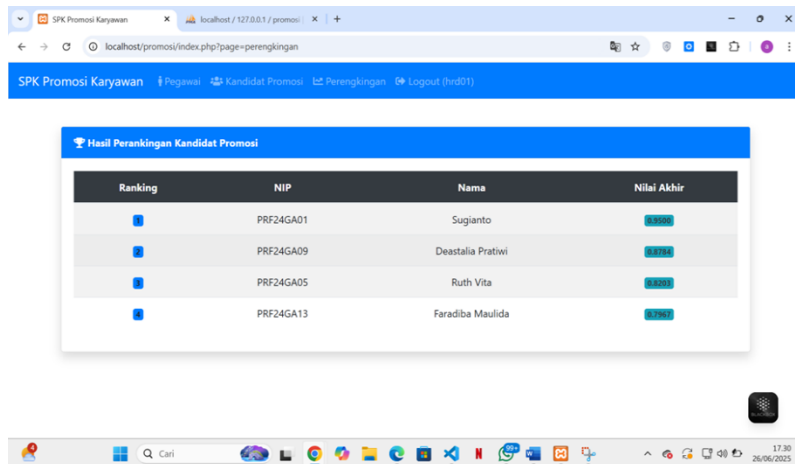 SPK Promosi Karyawan
localhost / 127.0.0.1 / promosi
localhost/promosi/index.php?page=perengkingan
SPK Promosi Karyawan Pegawai Kandidat Promosi Perengkingan Logout (hrd01)
Hasil Perankingan Kandidat Promosi
Ranking NIP Nama Nilai Akhir
1 PRF24GA01 Sugianto 0.9500
2 PRF24GA09 Deastalia Pratiwi 0.8784
3 PRF24GA05 Ruth Vita 0.8203
4 PRF24GA13 Faradiba Maulida 0.7967
4
Cari
99+
17.30
26/06/2025